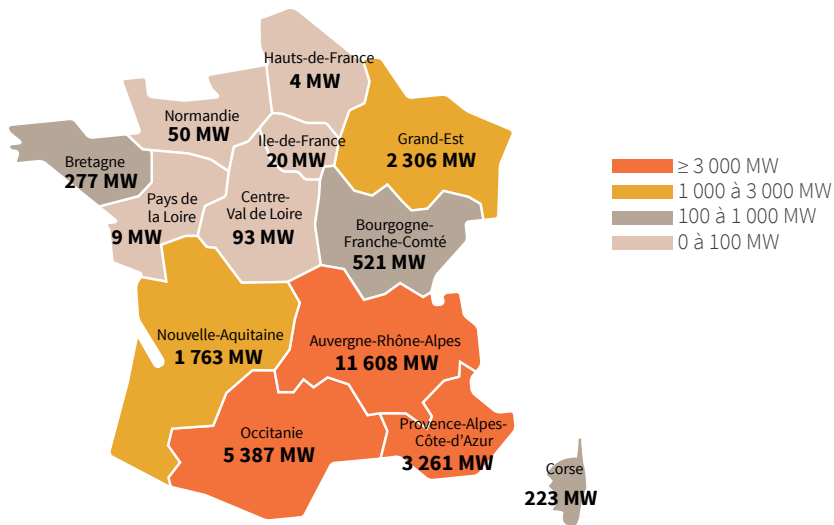 Hauts-de-France
4 MW
Normandie
50 MW
Ile-de-France
20 MW
Grand-Est
2 306 MW
Bretagne
277 MW
Pays de
la Loire
9 MW
Centre-
Val de Loire
93 MW
Bourgogne-
Franche-Comté
521 MW
Nouvelle-Aquitaine
1 763 MW
Auvergne-Rhône-Alpes
11 608 MW
Occitanie
5 387 MW
Provence-Alpes-
Côte-d'Azur
3 261 MW
Corse
223 MW
≥ 3 000 MW
1 000 à 3 000 MW
100 à 1 000 MW
0 à 100 MW